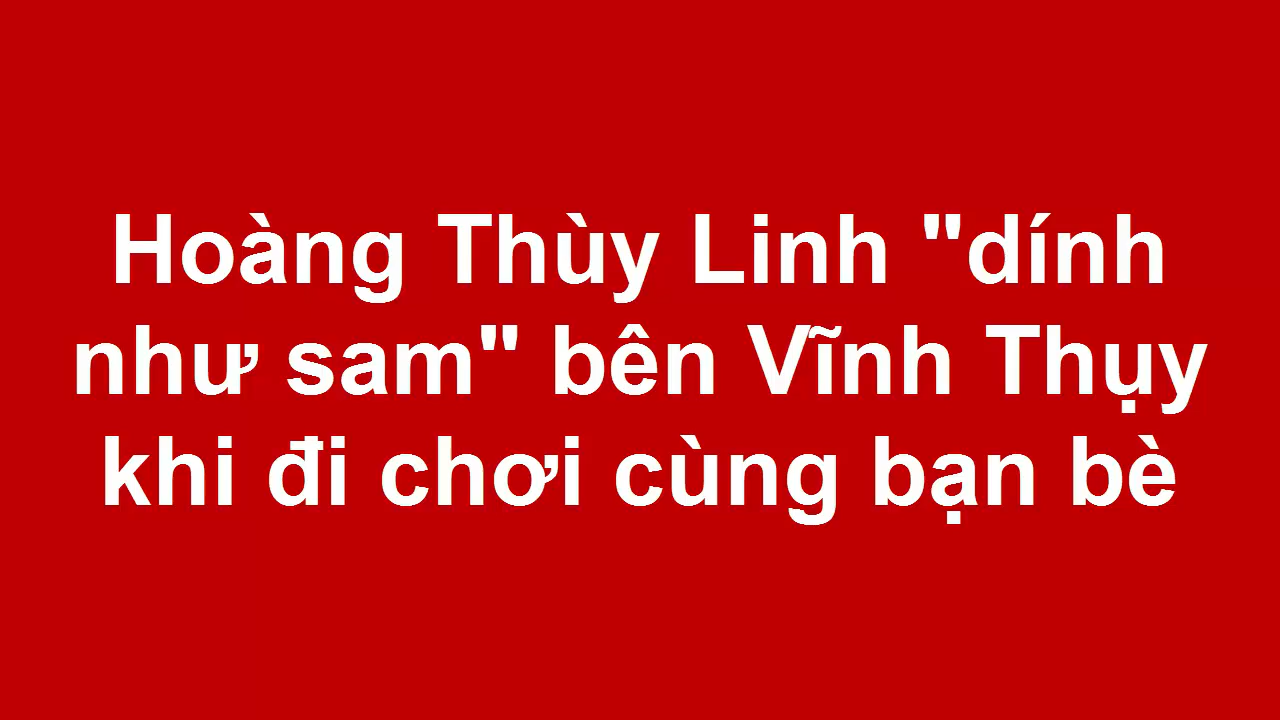 Hoàng Thùy Linh "dính
như sam" bên Vĩnh Thụy
khi đi chơi cùng bạn bè